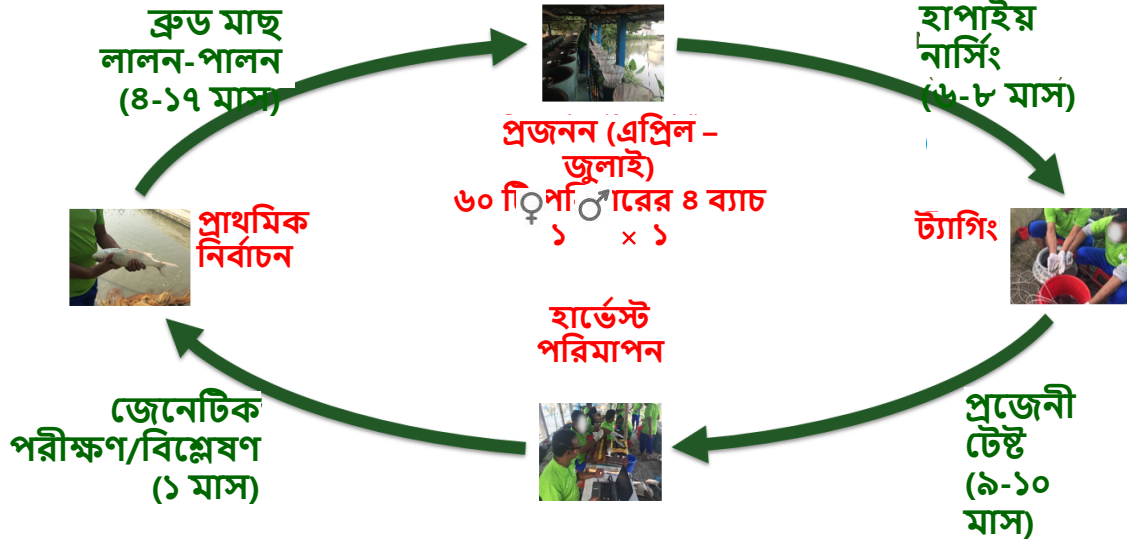 ব্রুড মাছ
লালন-পালন
(৪-১৭ মাস)
হাপাইয়
নার্সিং
(৬-৮ মাস)
প্রজনন (এপ্রিল –
জুলাই)
৬০ টি ♀ ♂ ৪ ব্যাচ
১ × ১
প্রাথমিক
নির্বাচন
ট্যাগিং
হার্ভেস্ট
পরিমাপন
জেনেটিক
পরীক্ষণ/বিশ্লেষণ
(১ মাস)
প্রজেনী
টেষ্ট
(৯-১০
মাস)